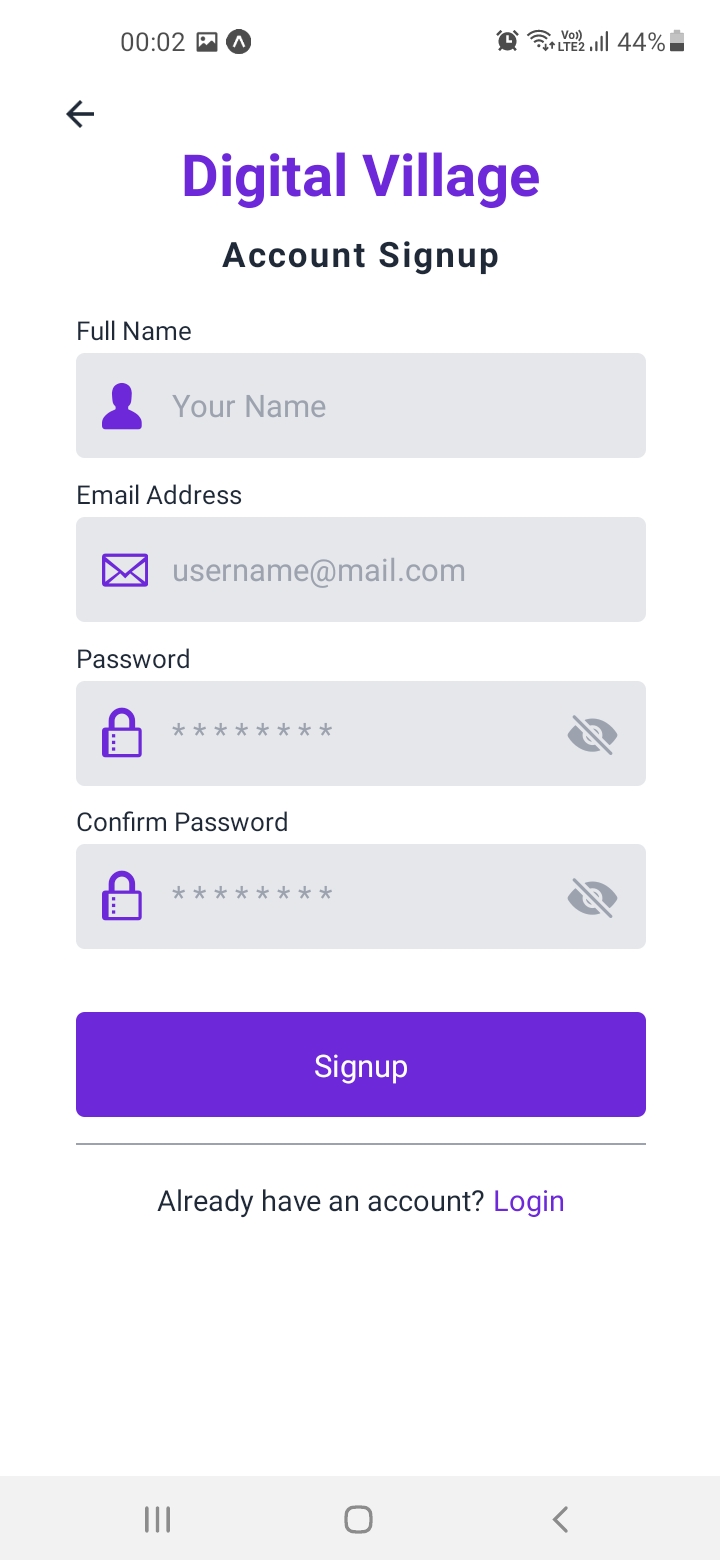 00:02 Vo)) LTE2 44%
Digital Village
Account Signup
Full Name
Your Name
Email Address
username@mail.com
Password
* * * * * * * *
Confirm Password
* * * * * * * *
Signup
Already have an account? Login